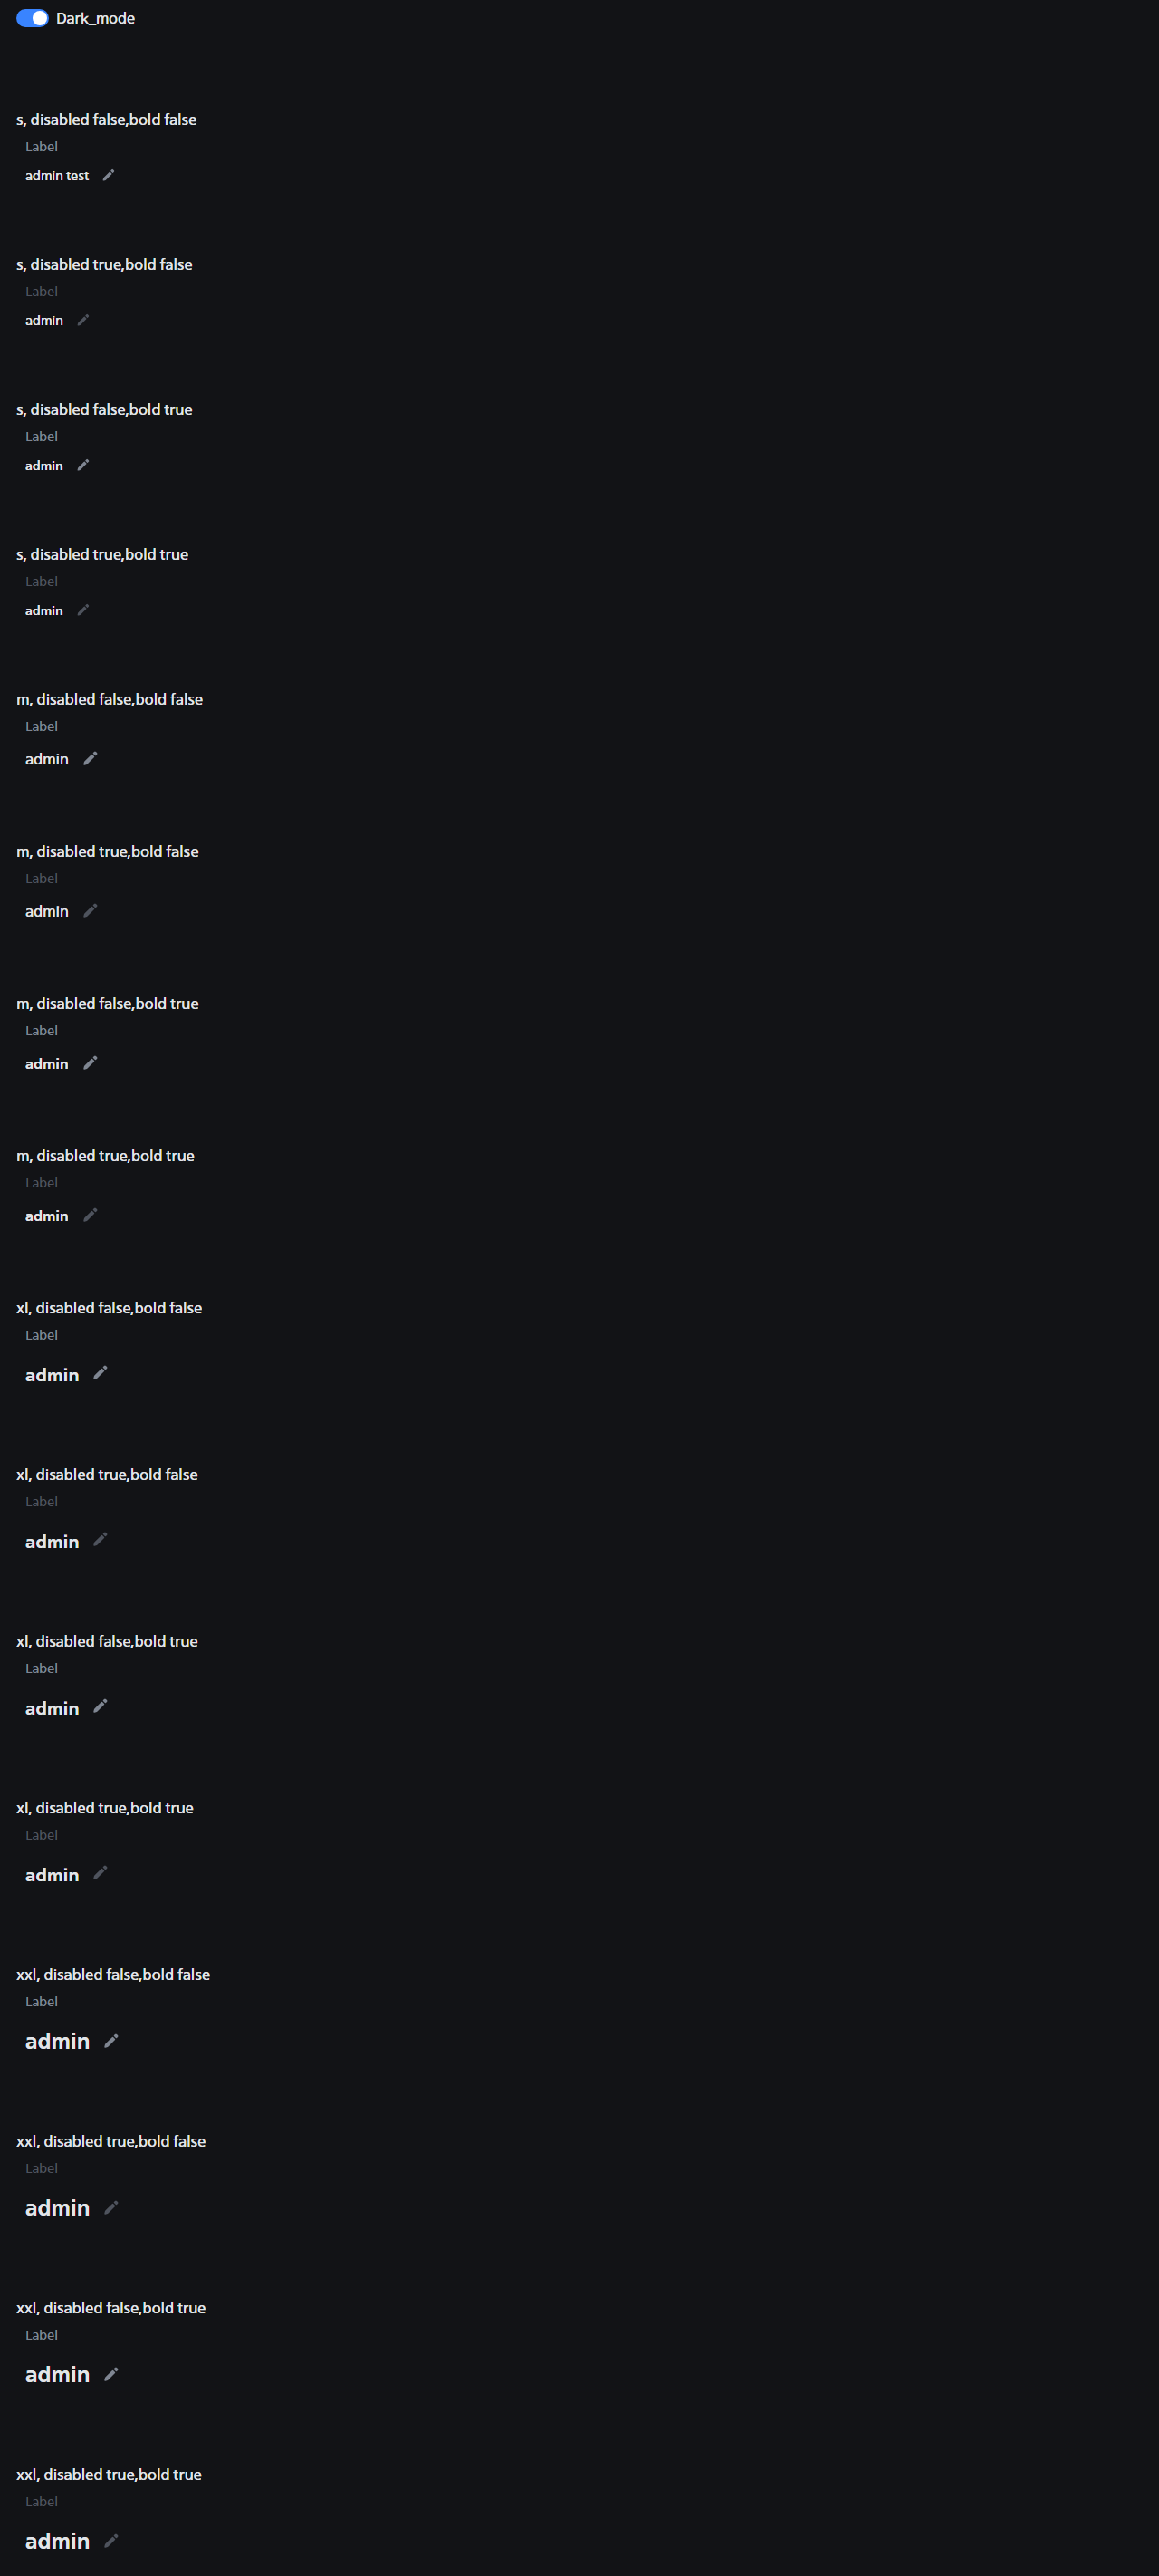 Dark_mode
s, disabled false,bold false
Label
admin test
s, disabled true,bold false
Label
admin
s, disabled false,bold true
Label
admin
s, disabled true,bold true
Label
admin
m, disabled false,bold false
Label
admin
m, disabled true,bold false
Label
admin
m, disabled false,bold true
Label
admin
m, disabled true,bold true
Label
admin
xl, disabled false,bold false
Label
admin
xl, disabled true,bold false
Label
admin
xl, disabled false,bold true
Label
admin
xl, disabled true,bold true
Label
admin
xxl, disabled false,bold false
Label
admin
xxl, disabled true,bold false
Label
admin
xxl, disabled false,bold true
Label
admin
xxl, disabled true,bold true
Label
admin